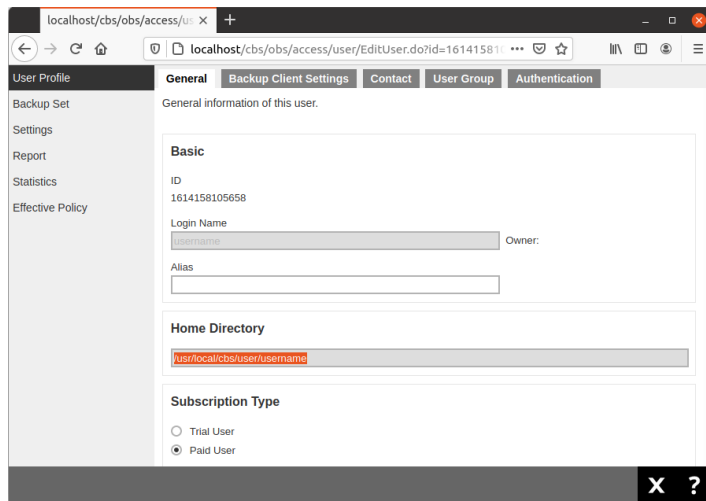 localhost/cbs/obs/access/us
localhost/cbs/obs/access/user/EditUser.do?id=16141581
User Profile
Backup Set
Settings
Report
Statistics
Effective Policy
General
Backup Client Settings
Contact
User Group
Authentication
General information of this user.
Basic
ID
1614158105658
Login Name
username
Owner:
Alias
Home Directory
/usr/local/cbs/user/username
Subscription Type
Trial User
Paid User
X ?